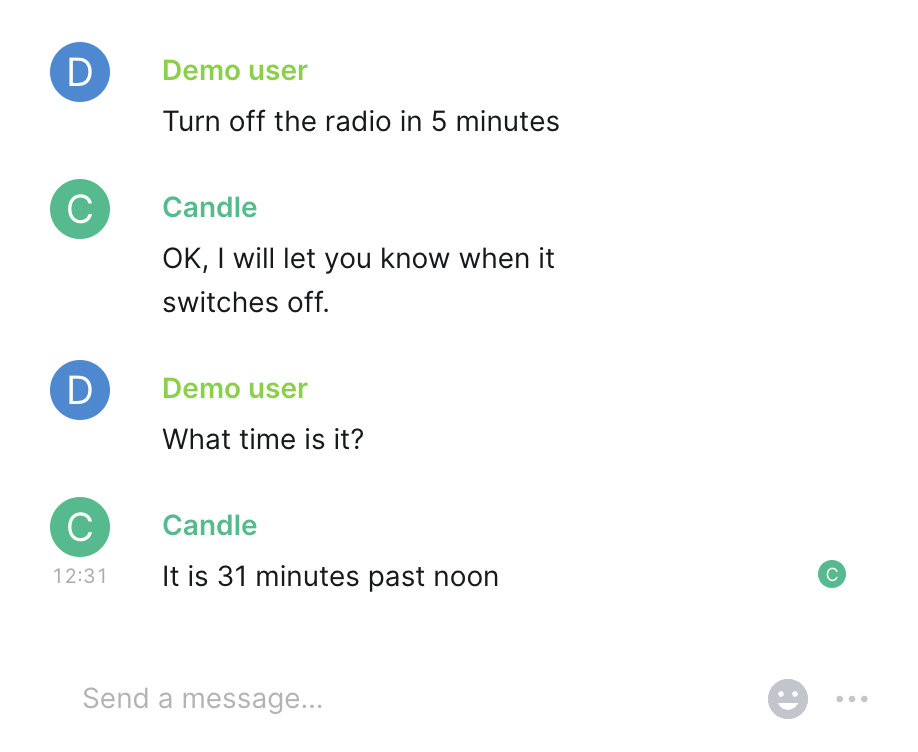 D
Demo user
Turn off the radio in 5 minutes
C
Candle
OK, I will let you know when it
switches off.
D
Demo user
What time is it?
C
Candle
12:31
It is 31 minutes past noon
C
Send a message...